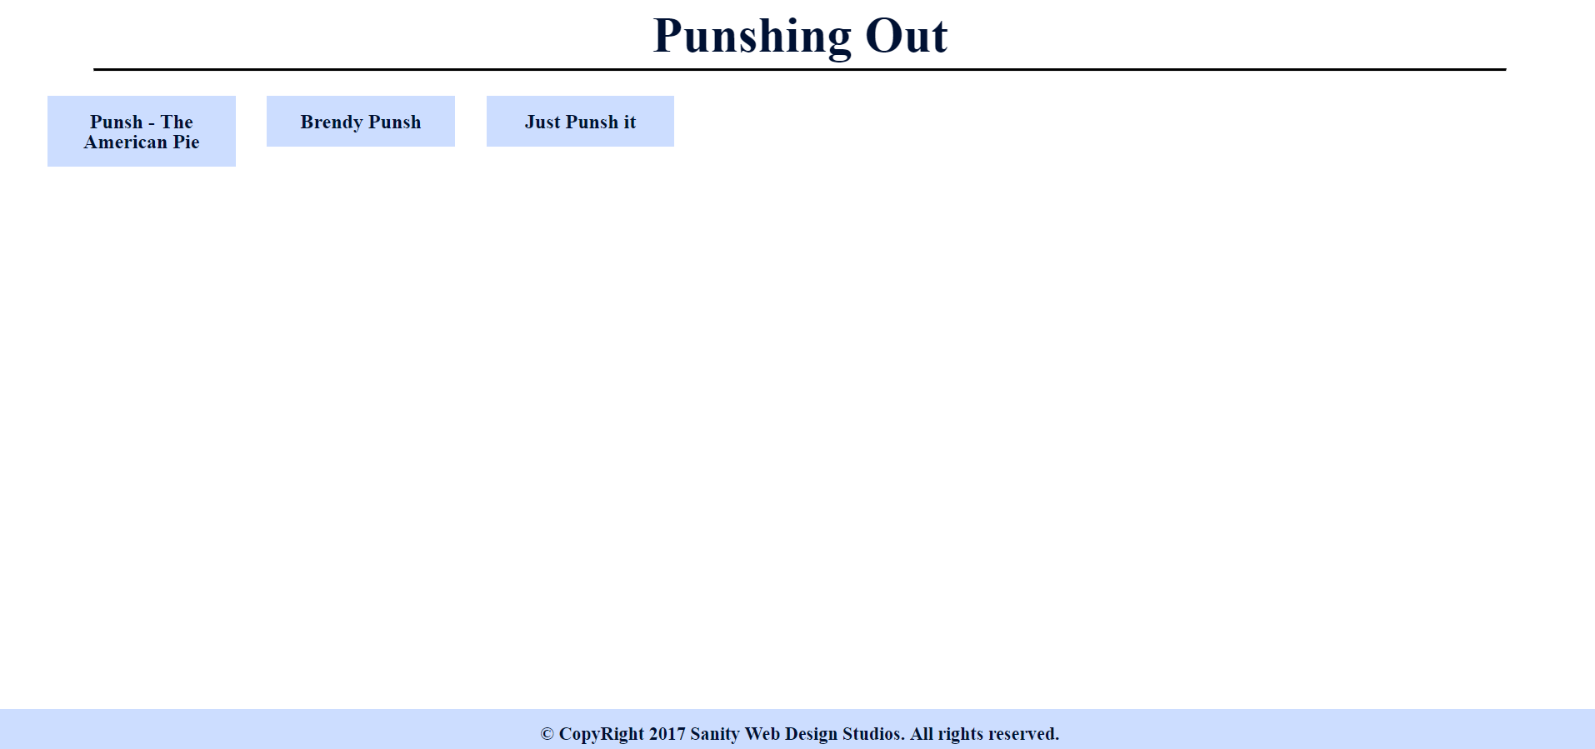 Punshing Out
Punsh - The
American Pie
Brendy Punsh
Just Punsh it
© CopyRight 2017 Sanity Web Design Studios. All rights reserved.